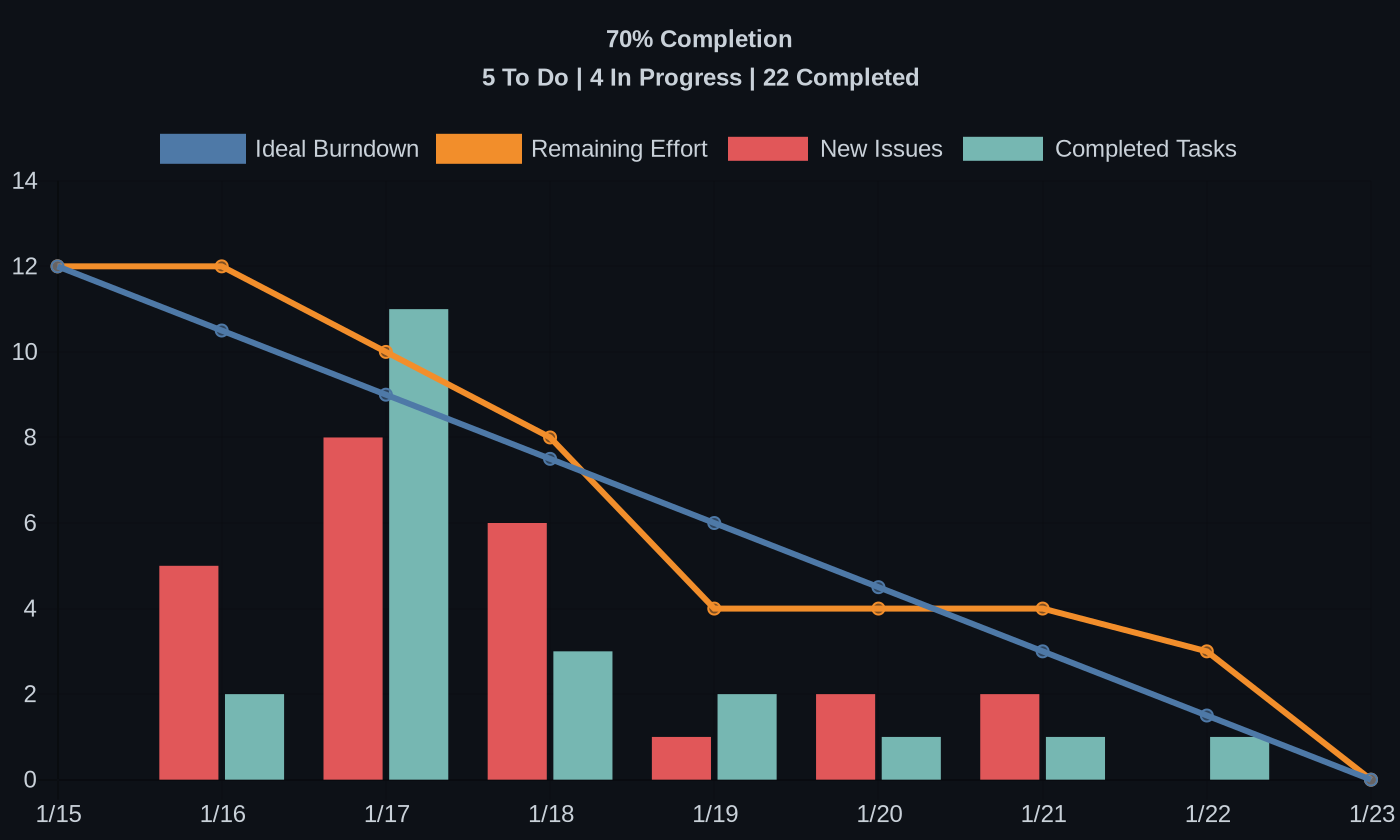 70% Completion
5 To Do | 4 In Progress | 22 Completed
Ideal Burndown Remaining Effort New Issues Completed Tasks
14
12
10
8
6
4
2
0
1/15 1/16 1/17 1/18 1/19 1/20 1/21 1/22 1/23